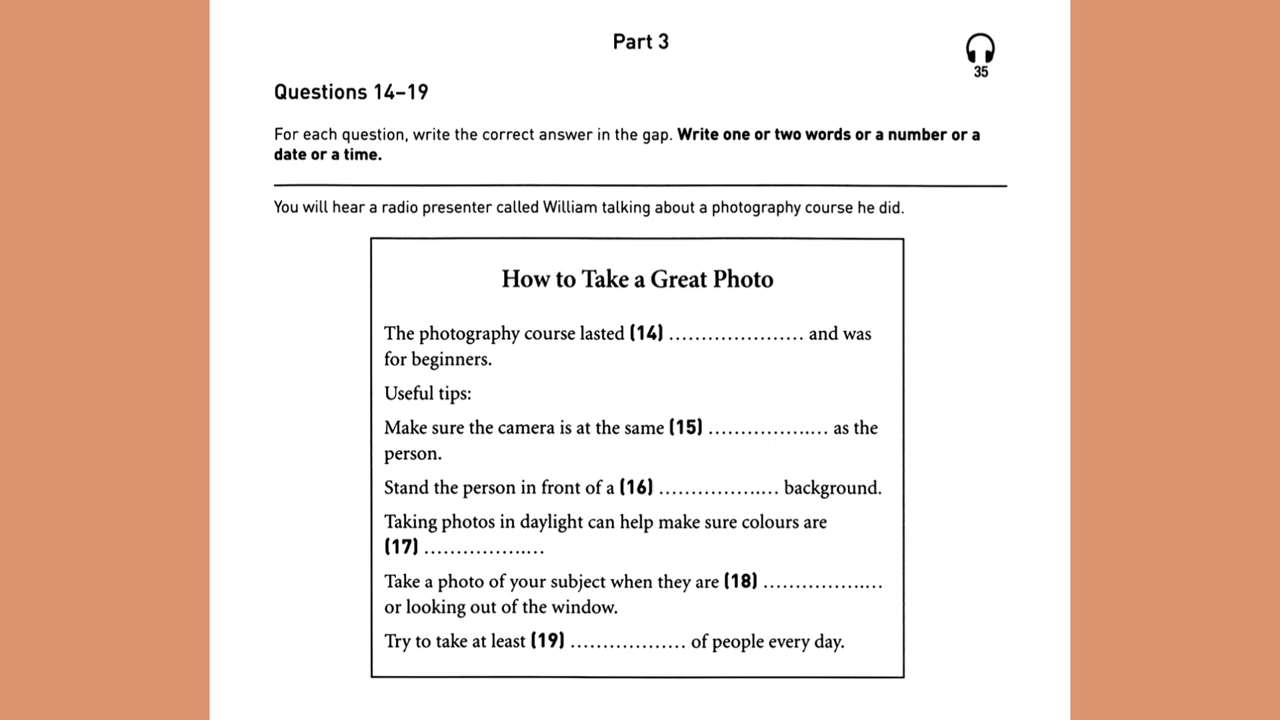 Part 3
35
Questions 14–19
For each question, write the correct answer in the gap. Write one or two words or a number or a
date or a time.
You will hear a radio presenter called William talking about a photography course he did.
How to Take a Great Photo
The photography course lasted (14) ..................... and was
for beginners.
Useful tips:
Make sure the camera is at the same (15) ................... as the
person.
Stand the person in front of a (16) ................... background.
Taking photos in daylight can help make sure colours are
(17) ...................
Take a photo of your subject when they are (18) ...................
or looking out of the window.
Try to take at least (19) .................. of people every day.